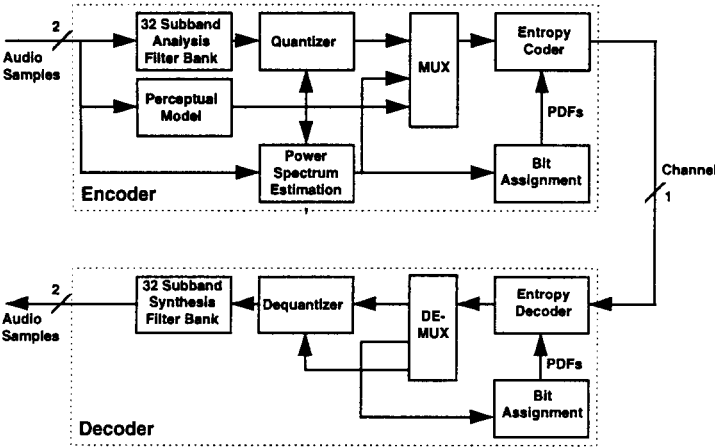 2
Audio
Samples
32 Subband
Analysis
Filter Bank
Quantizer
MUX
Entropy
Coder
Perceptual
Model
PDFs
Power
Spectrum
Estimation
Bit
Assignment
Encoder
Channel
1
2
Audio
Samples
32 Subband
Synthesis
Filter Bank
Dequantizer
DE-
MUX
Entropy
Decoder
PDFs
Bit
Assignment
Decoder